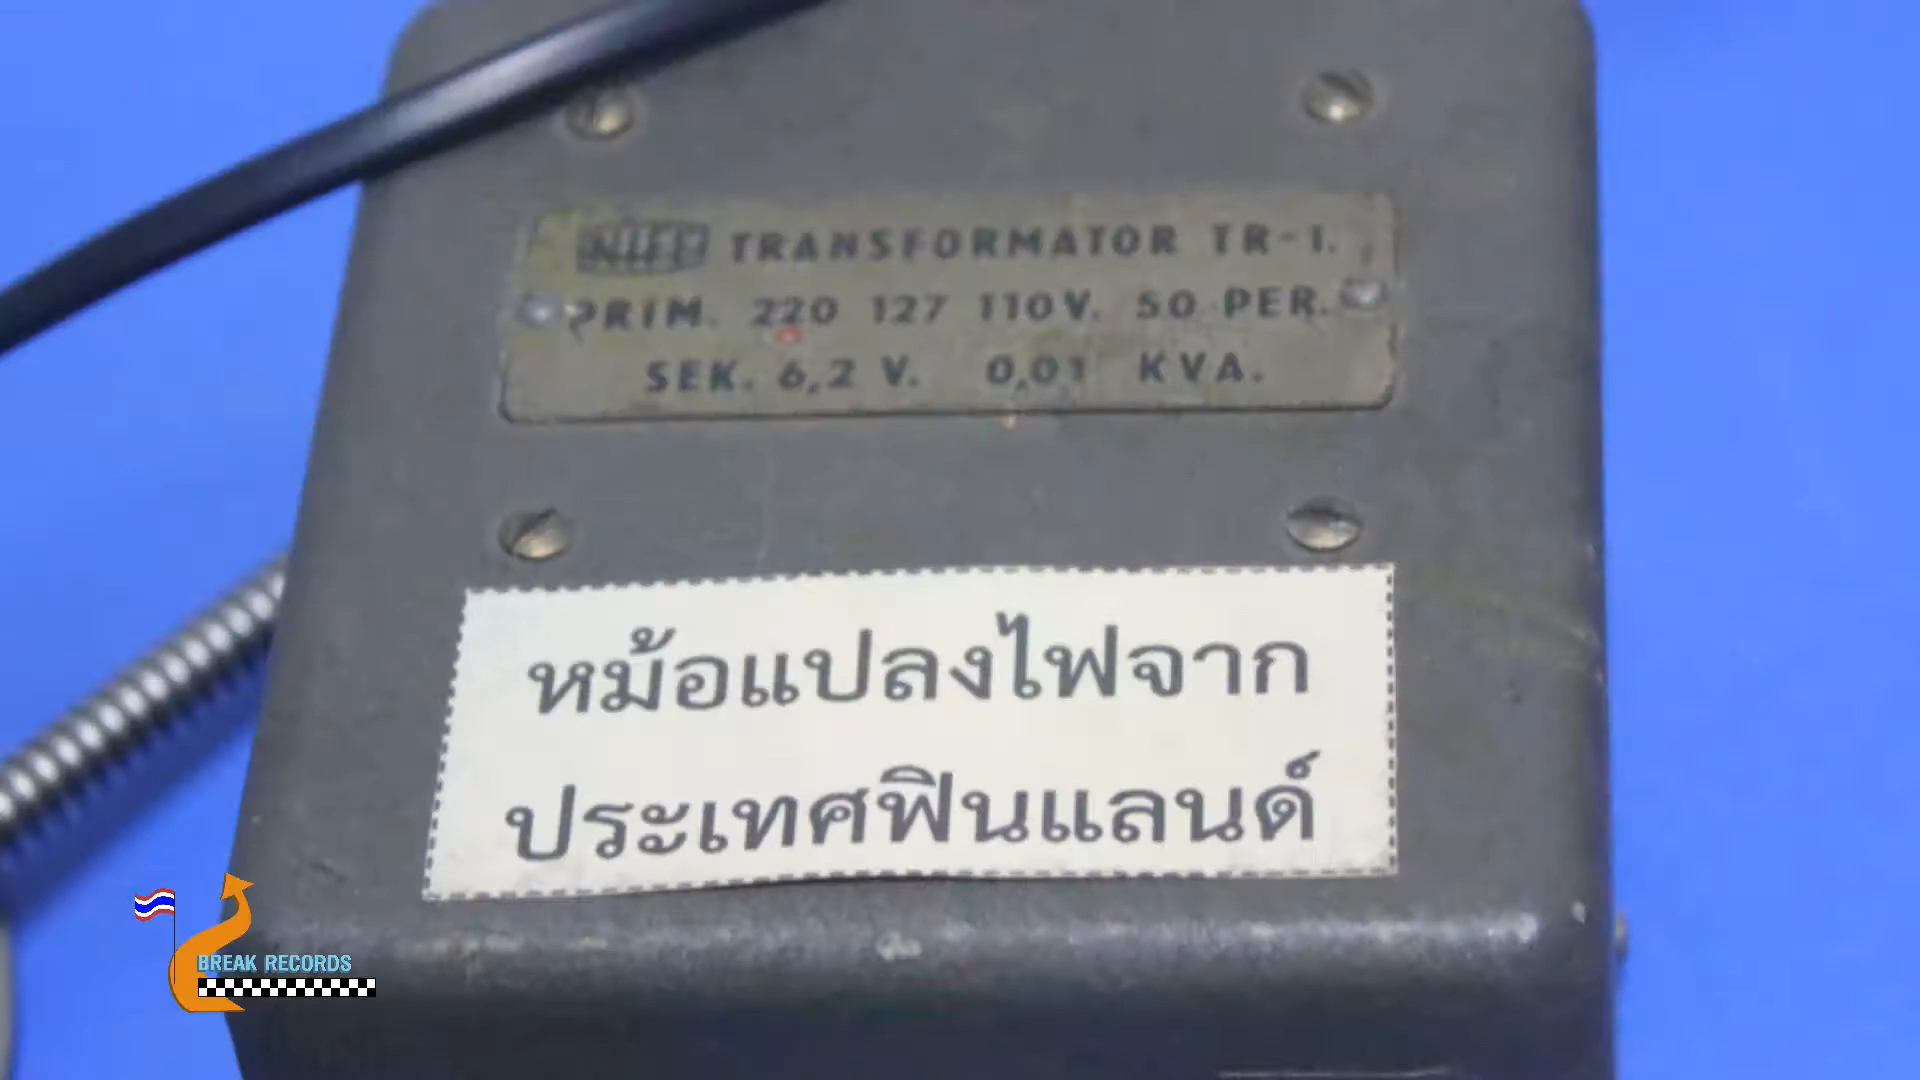 TRANSFORMATOR TR-1.
PRIM. 220 127 110V. 50 PER.
SEK. 6,2 V. 0,01 KVA.
หม้อแปลงไฟจาก
ประเทศฟินแลนด์
BREAK RECORDS